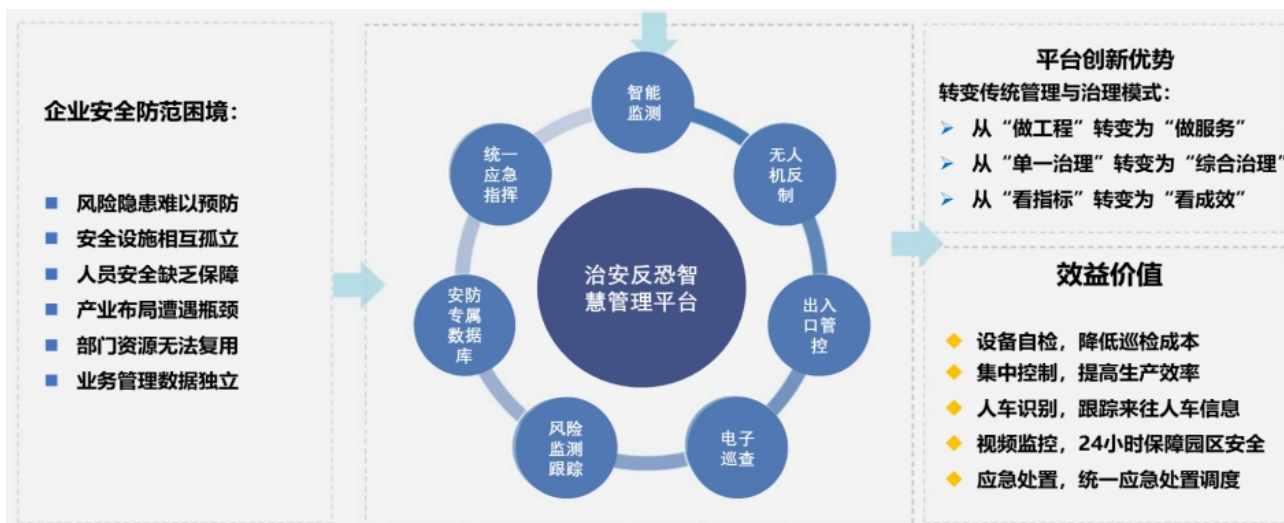 企业安全防范困境：
风险隐患难以预防
安全设施相互孤立
人员安全缺乏保障
产业布局遭遇瓶颈
部门资源无法复用
业务管理数据独立
智能
监测
无人
机反
制
出入
口管
控
电子
巡查
风险
监测
跟踪
安防
专属
数据
库
统一
应急
指挥
治安反恐智
慧管理平台
平台创新优势
转变传统管理与治理模式：
从“做工程”转变为“做服务”
从“单一治理”转变为“综合治理”
从“看指标”转变为“看成效”
效益价值
设备自检，降低巡检成本
集中控制，提高生产效率
人车识别，跟踪来往人车信息
视频监控，24小时保障园区安全
应急处置，统一应急处置调度